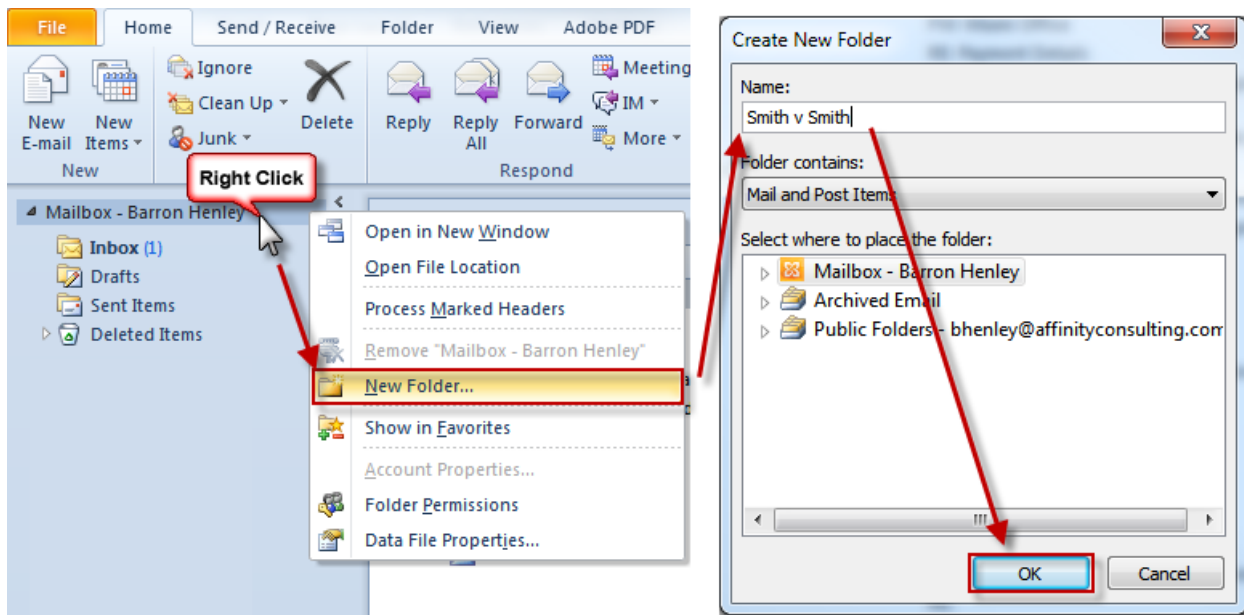 File Home Send / Receive Folder View Adobe PDF
New E-mail
New Items
Ignore
Clean Up
Junk
Delete
Reply
Reply All
Forward
Meeting
IM
More
New
Respond
Right Click
Mailbox - Barron Henley
Inbox (1)
Drafts
Sent Items
Deleted Items
Open in New Window
Open File Location
Process Marked Headers
Remove "Mailbox - Barron Henley"
New Folder...
Show in Favorites
Account Properties...
Folder Permissions
Data File Properties...
Create New Folder
Name:
Smith v Smith
Folder contains:
Mail and Post Items
Select where to place the folder:
Mailbox - Barron Henley
Archived Email
Public Folders - bhenley@affinityconsulting.com
OK
Cancel